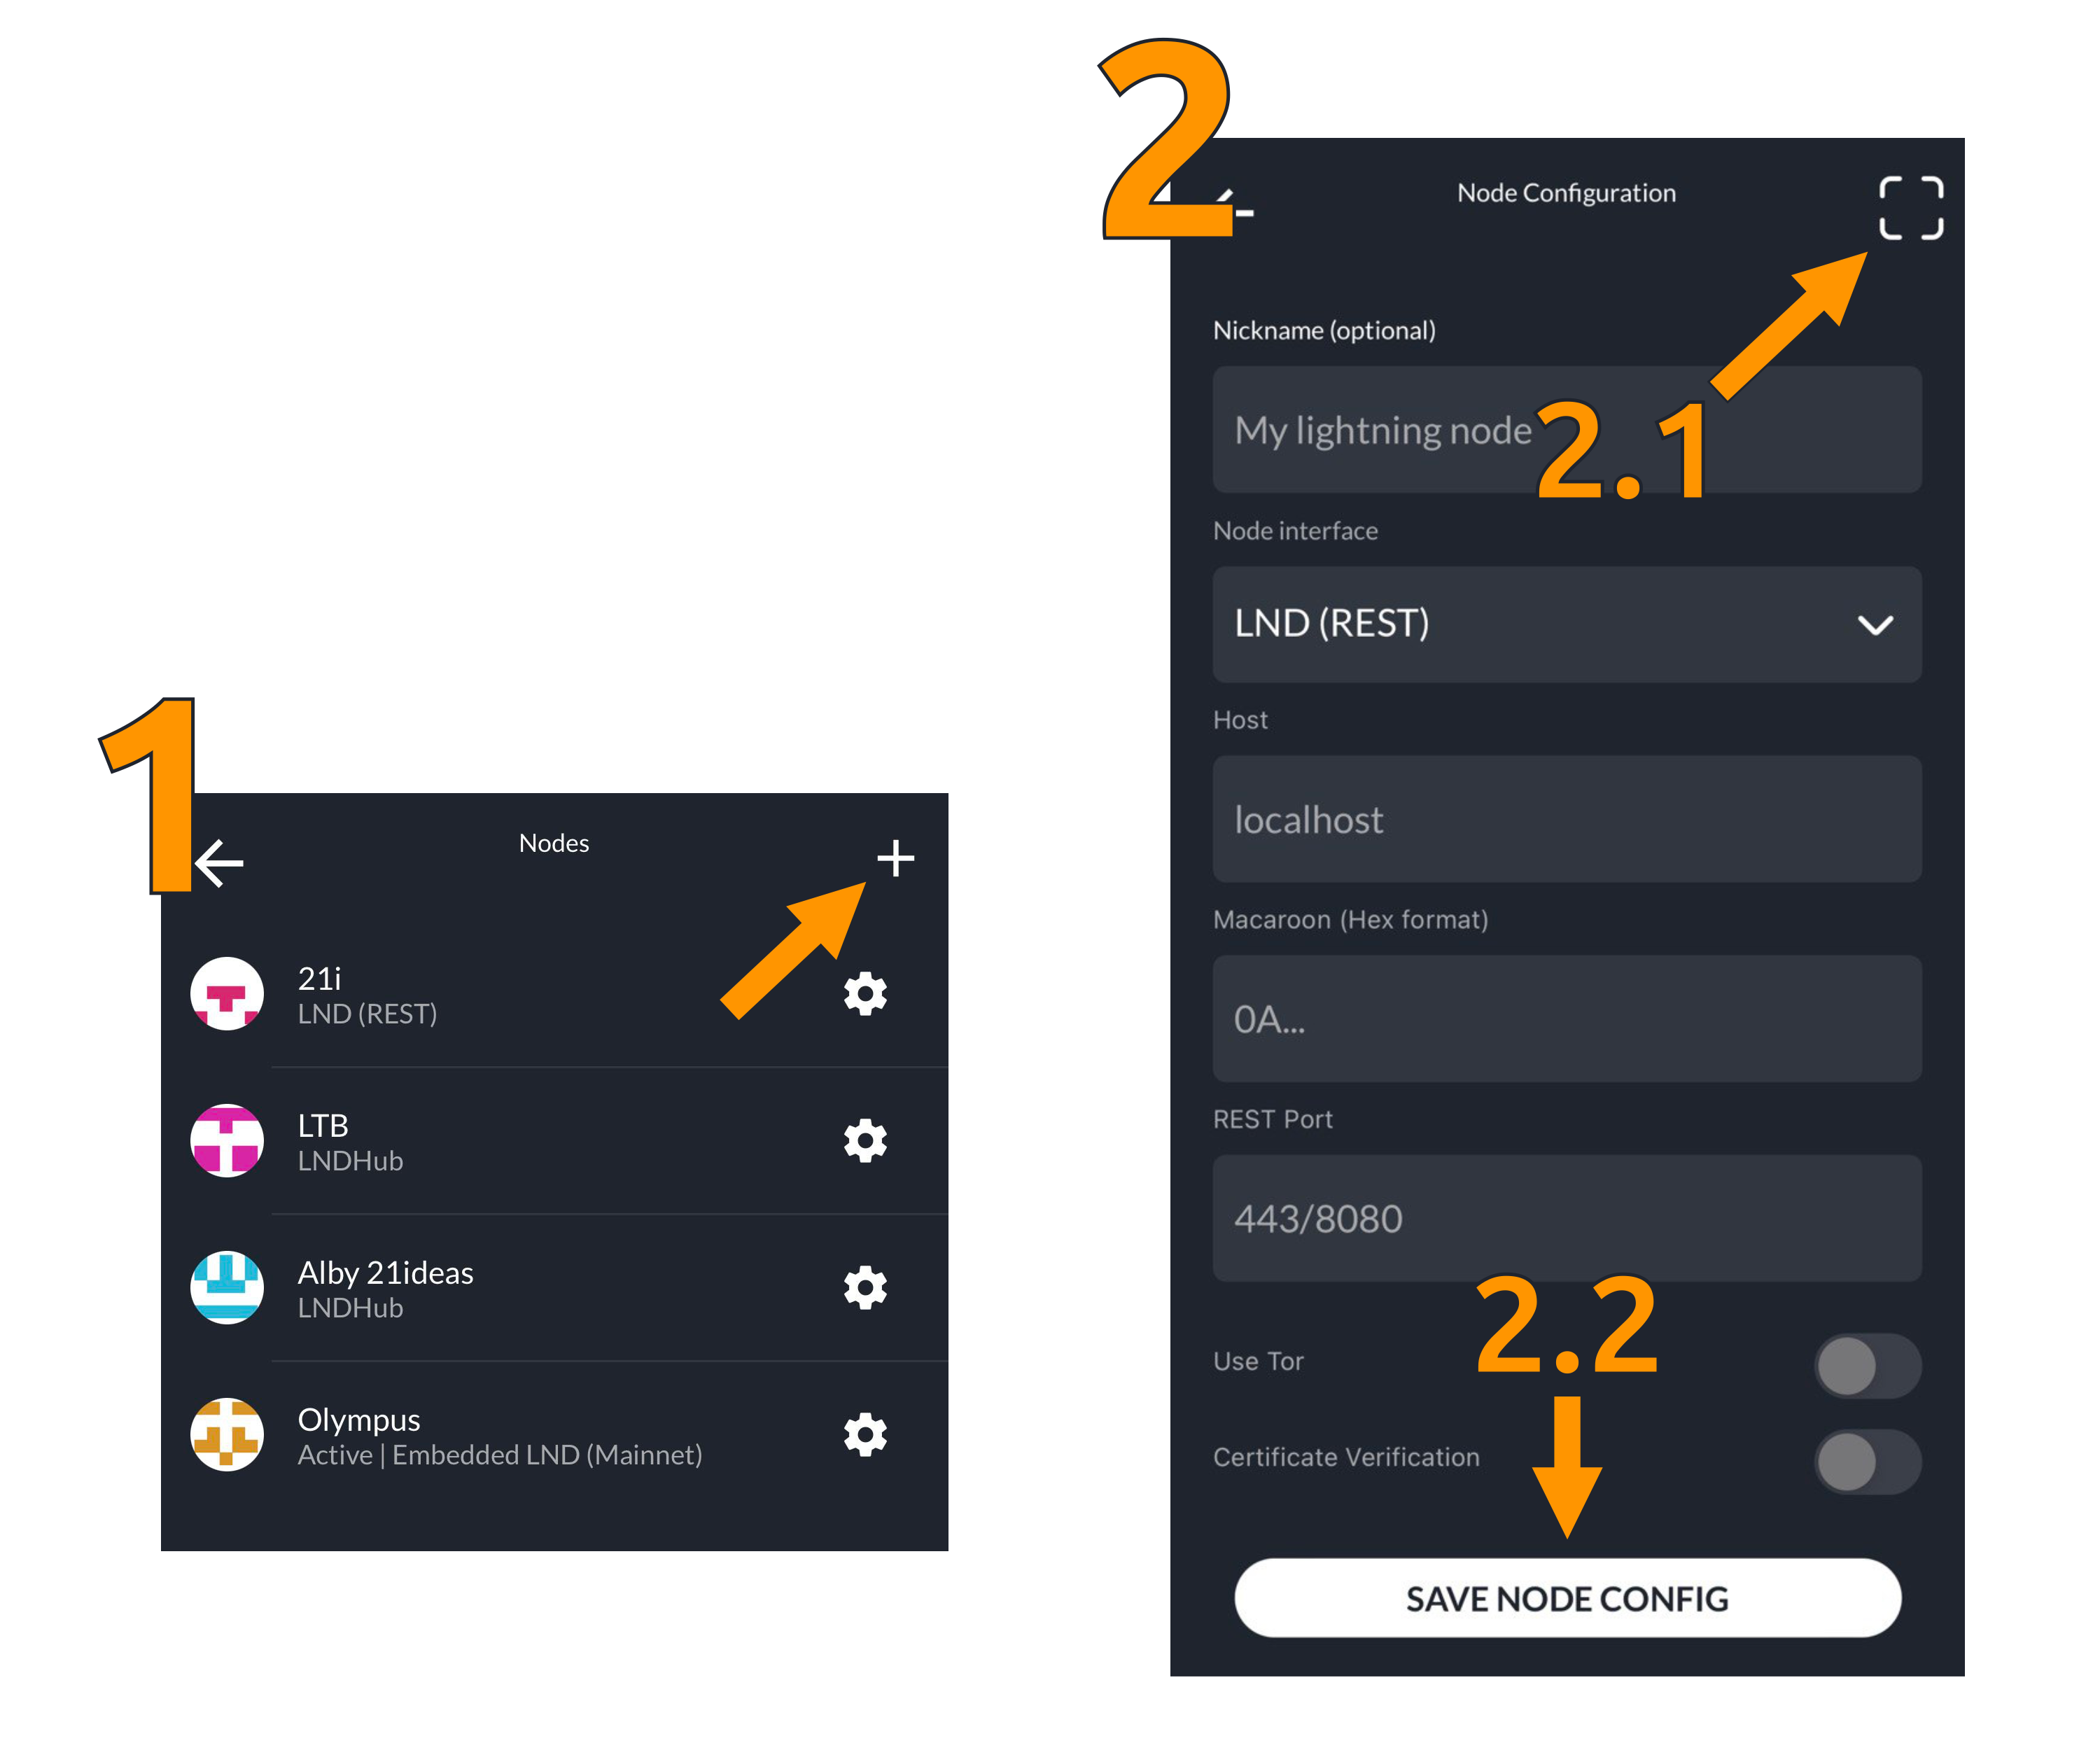 1
Nodes
21i
LND (REST)
LTB
LNDHub
Alby 21ideas
LNDHub
Olympus
Active | Embedded LND (Mainnet)
2
Node Configuration
2.1
Nickname (optional)
My lightning node
Node interface
LND (REST)
Host
localhost
Macaroon (Hex format)
0A...
REST Port
443/8080
2.2
Use Tor
Certificate Verification
SAVE NODE CONFIG